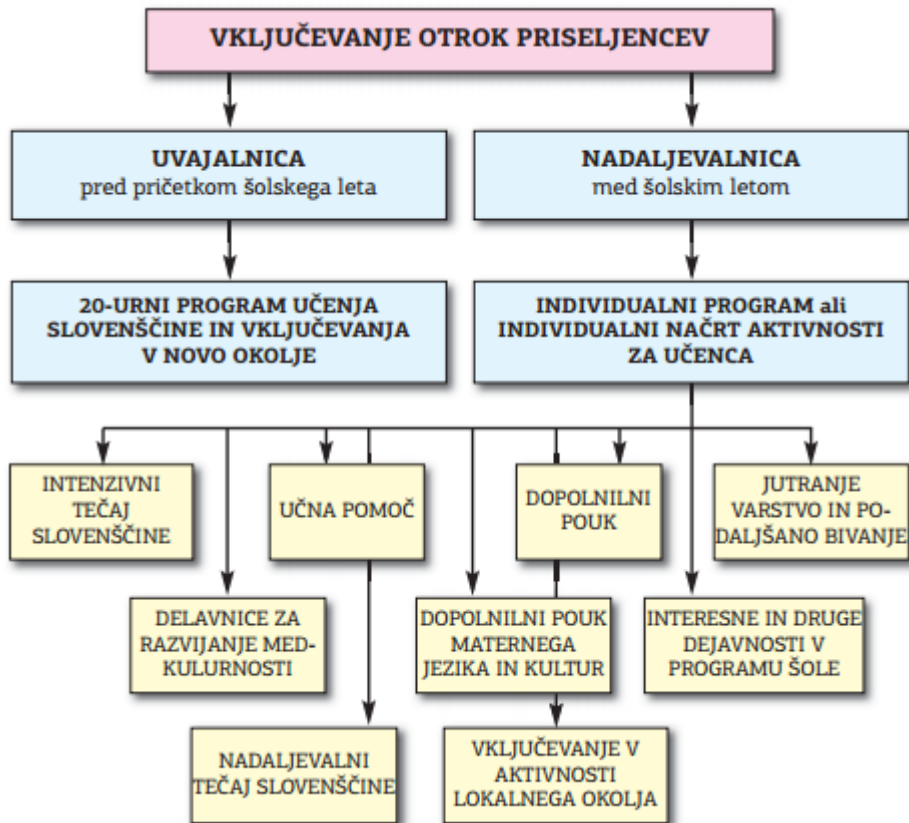 VKLJUČEVANJE OTROK PRISELJENCEV
UVAJALNICA
pred pričetkom šolskega leta
NADALJEVALNICA
med šolskim letom
20-URNI PROGRAM UČENJA
SLOVENŠČINE IN VKLJUČEVANJA
V NOVO OKOLJE
INDIVIDUALNI PROGRAM ali
INDIVIDUALNI NAČRT AKTIVNOSTI
ZA UČENCA
INTENZIVNI
TEČAJ
SLOVENŠČINE
UČNA POMOČ
DOPOLNILNI
POUK
JUTRANJE
VARSTVO IN PO-
DALJŠANO BIVANJE
DELAVNICE ZA
RAZVIJANJE MED-
KULURNOSTI
DOPOLNILNI POUK
MATERNEGA
JEZIKA IN KULTUR
INTERESNE IN DRUGE
DEJAVNOSTI V
PROGRAMU ŠOLE
NADALJEVALNI
TEČAJ SLOVENŠČINE
VKLJUČEVANJE V
AKTIVNOSTI
LOKALNEGA OKOLJA